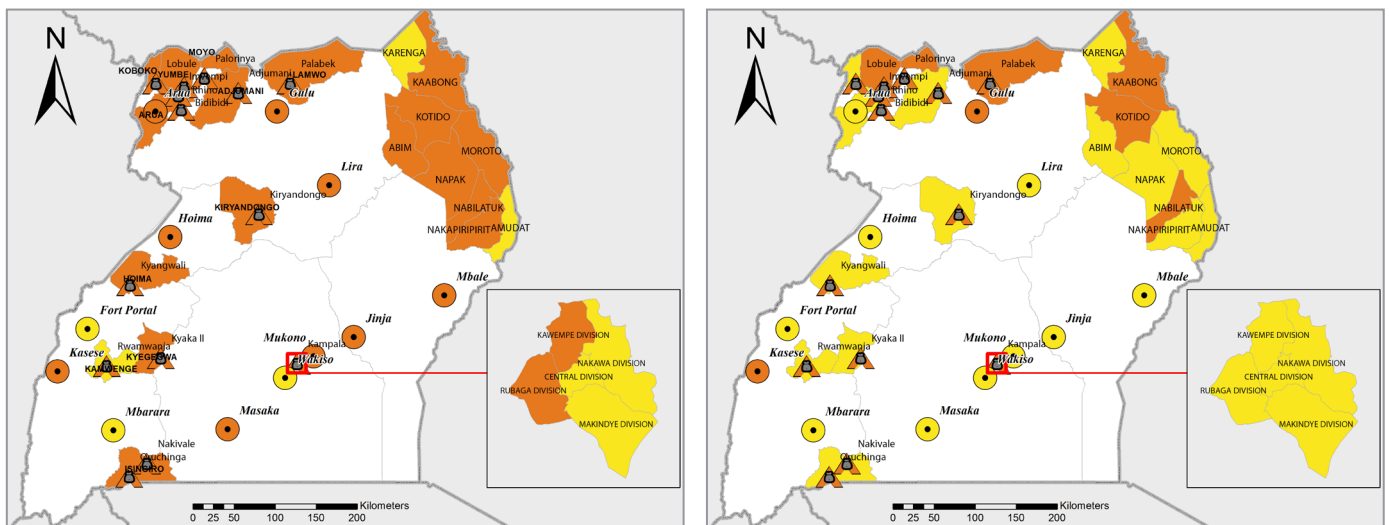 N
MOYO
Lobule
Palorinya
Palabek
KARENGA
KOBOKO
YUMBE
Imvempi
Adjumani
LAMWO
KAABONG
Rhino
ADJUMANI
Arua
Bidibidi
Gulu
ARUA
KOTIDO
ABIM
MOROTO
Lira
NAPAK
Kiryandongo
KIRYANDONGO
NABILATUK
Hoima
NAKAPIRIPIRIT
AMUDAT
Kyangwali
HOIMA
Mbale
Fort Portal
Jinja
KAWEMPE DIVISION
Mukono
Kyaka II
Rwamwanja
Kampala
Kasese
KYEGEGWA
Wakiso
NAKAWA DIVISION
KAMWENGE
CENTRAL DIVISION
RUBAGA DIVISION
Mbarara
Masaka
MAKINDYE DIVISION
Nakivale
Oruchinga
ISINGIRO
Kilometers
0 25 50 100 150 200
N
Lobule
Palorinya
Palabek
KARENGA
Imvempi
Adjumani
KAABONG
Rhino
Arua
Bidibidi
Gulu
KOTIDO
ABIM
MOROTO
Lira
NAPAK
Kiryandongo
NABILATUK
Hoima
NAKAPIRIPIRIT
AMUDAT
Kyangwali
Mbale
Fort Portal
Jinja
KAWEMPE DIVISION
Mukono
Kyaka II
Rwamwanja
Kampala
Kasese
Wakiso
NAKAWA DIVISION
CENTRAL DIVISION
RUBAGA DIVISION
Mbarara
Masaka
MAKINDYE DIVISION
Nakivale
Oruchinga
Kilometers
0 25 50 100 150 200